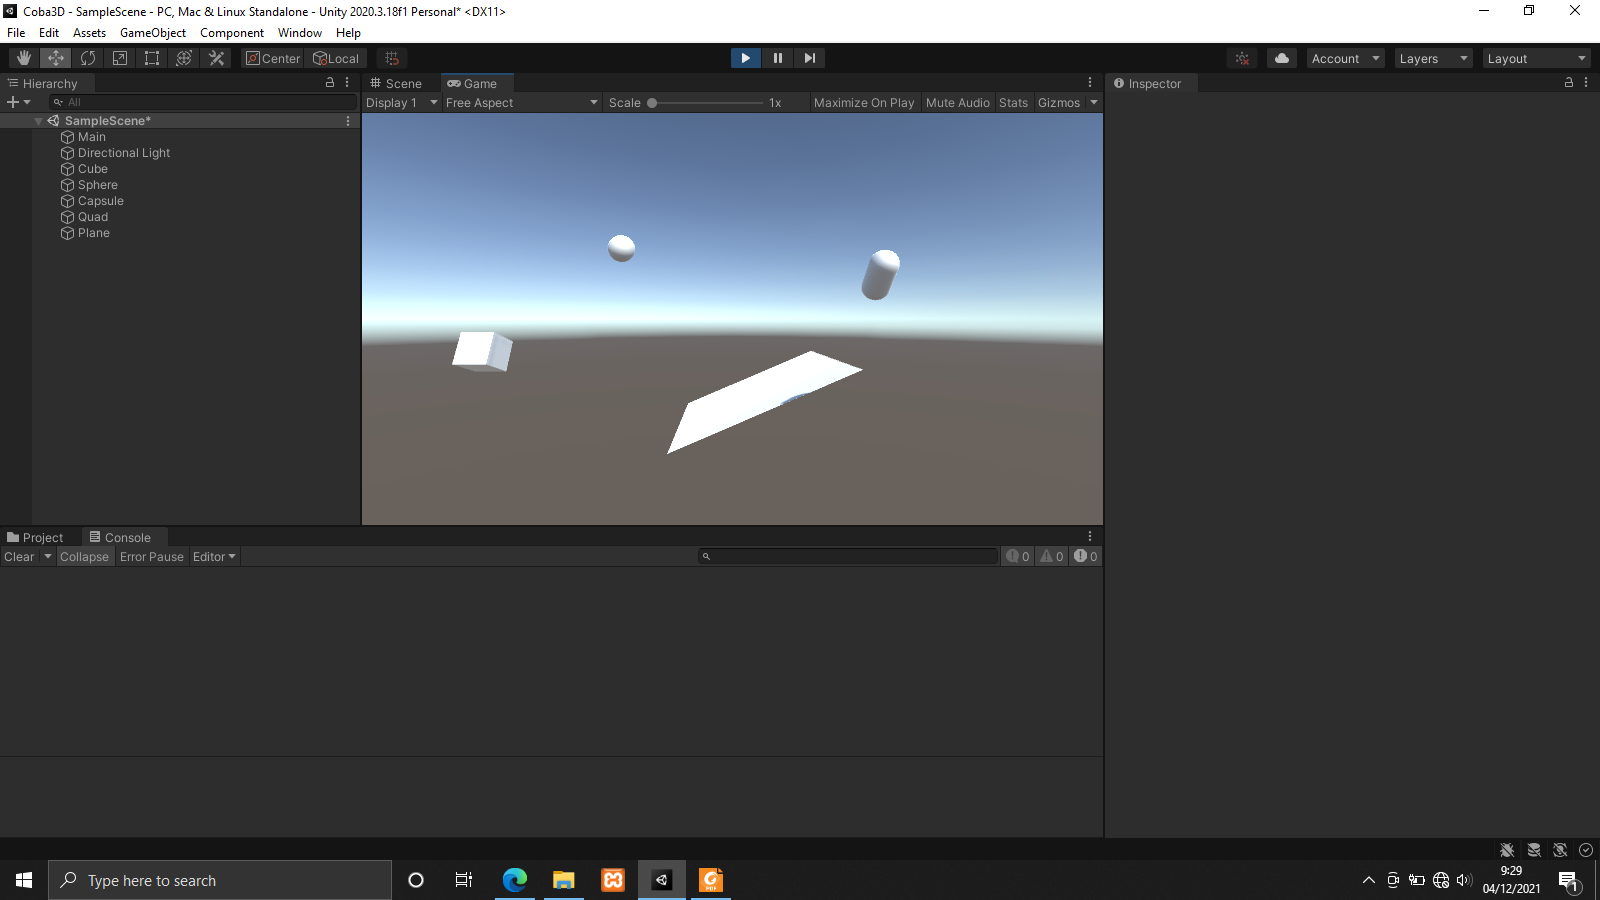 Coba3D - SampleScene - PC, Mac & Linux Standalone - Unity 2020.3.18f1 Personal* <DX11>
File Edit Assets GameObject Component Window Help
Center Local Account Layers Layout
Hierarchy Scene Game Inspector
All Display 1 Free Aspect Scale 1x Maximize On Play Mute Audio Stats Gizmos
SampleScene*
Main
Directional Light
Cube
Sphere
Capsule
Quad
Plane
Project Console
Clear Collapse Error Pause Editor 0 0 0
Type here to search
9:29
04/12/2021
1